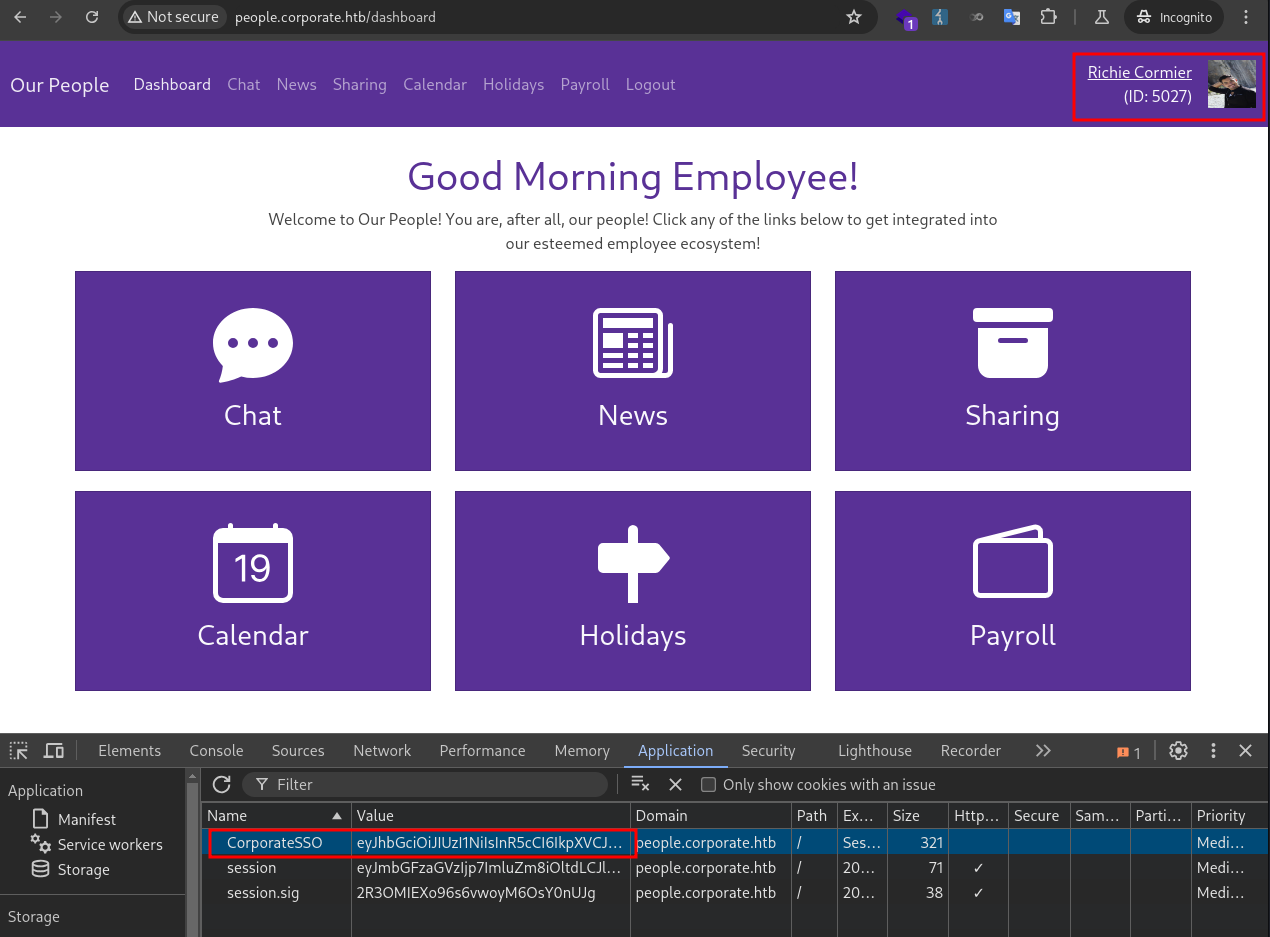 Not secure people.corporate.htb/dashboard 1 Incognito
Our People Dashboard Chat News Sharing Calendar Holidays Payroll Logout Richie Cormier
(ID: 5027)
Good Morning Employee!
Welcome to Our People! You are, after all, our people! Click any of the links below to get integrated into
our esteemed employee ecosystem!
Chat News Sharing
19
Calendar Holidays Payroll
Elements Console Sources Network Performance Memory Application Security Lighthouse Recorder 1
Application Filter Only show cookies with an issue
Manifest
Service workers
Storage
Storage
Name Value Domain Path Ex... Size Http... Secure Sam... Parti... Priority
CorporateSSO eyJhbGciOiJIUzI1NiIsInR5cCI6IkpXVCJ... people.corporate.htb / Ses... 321 Medi...
session eyJmbGFzaGVzIjp7ImluZm8iOltdLCJl... people.corporate.htb / 20... 71 ✓ Medi...
session.sig 2R3OMIEXo96s6vwoyM6OsY0nUJg people.corporate.htb / 20... 38 ✓ Medi...